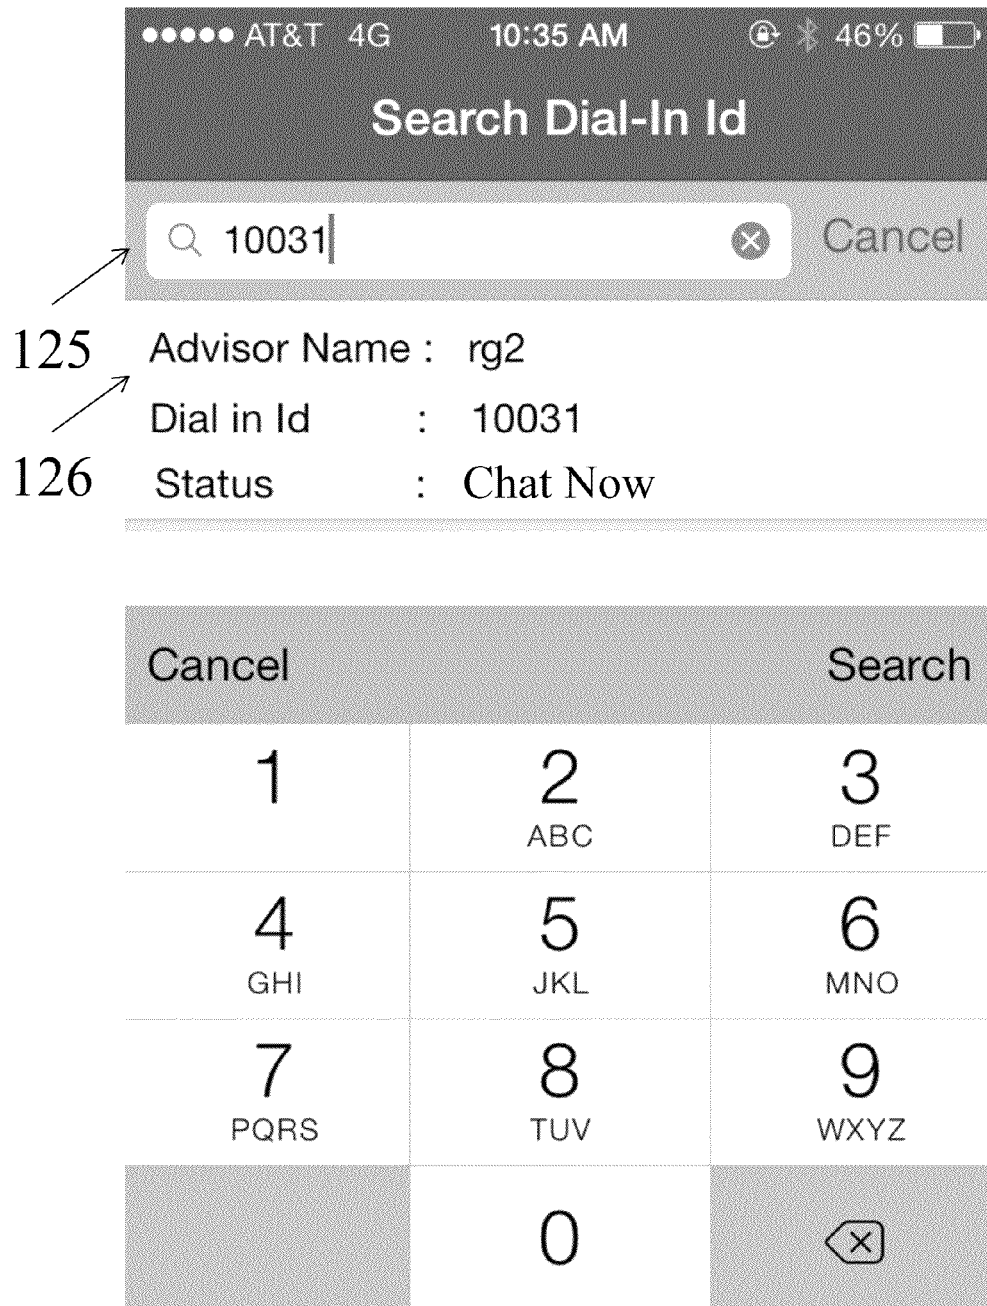 AT&T 4G 10:35 AM 46%
Search Dial-In Id
10031 Cancel
125
Advisor Name : rg2
Dial in Id : 10031
126
Status : Chat Now
Cancel Search
1 2 3
ABC DEF
4 5 6
GHI JKL MNO
7 8 9
PQRS TUV WXYZ
0